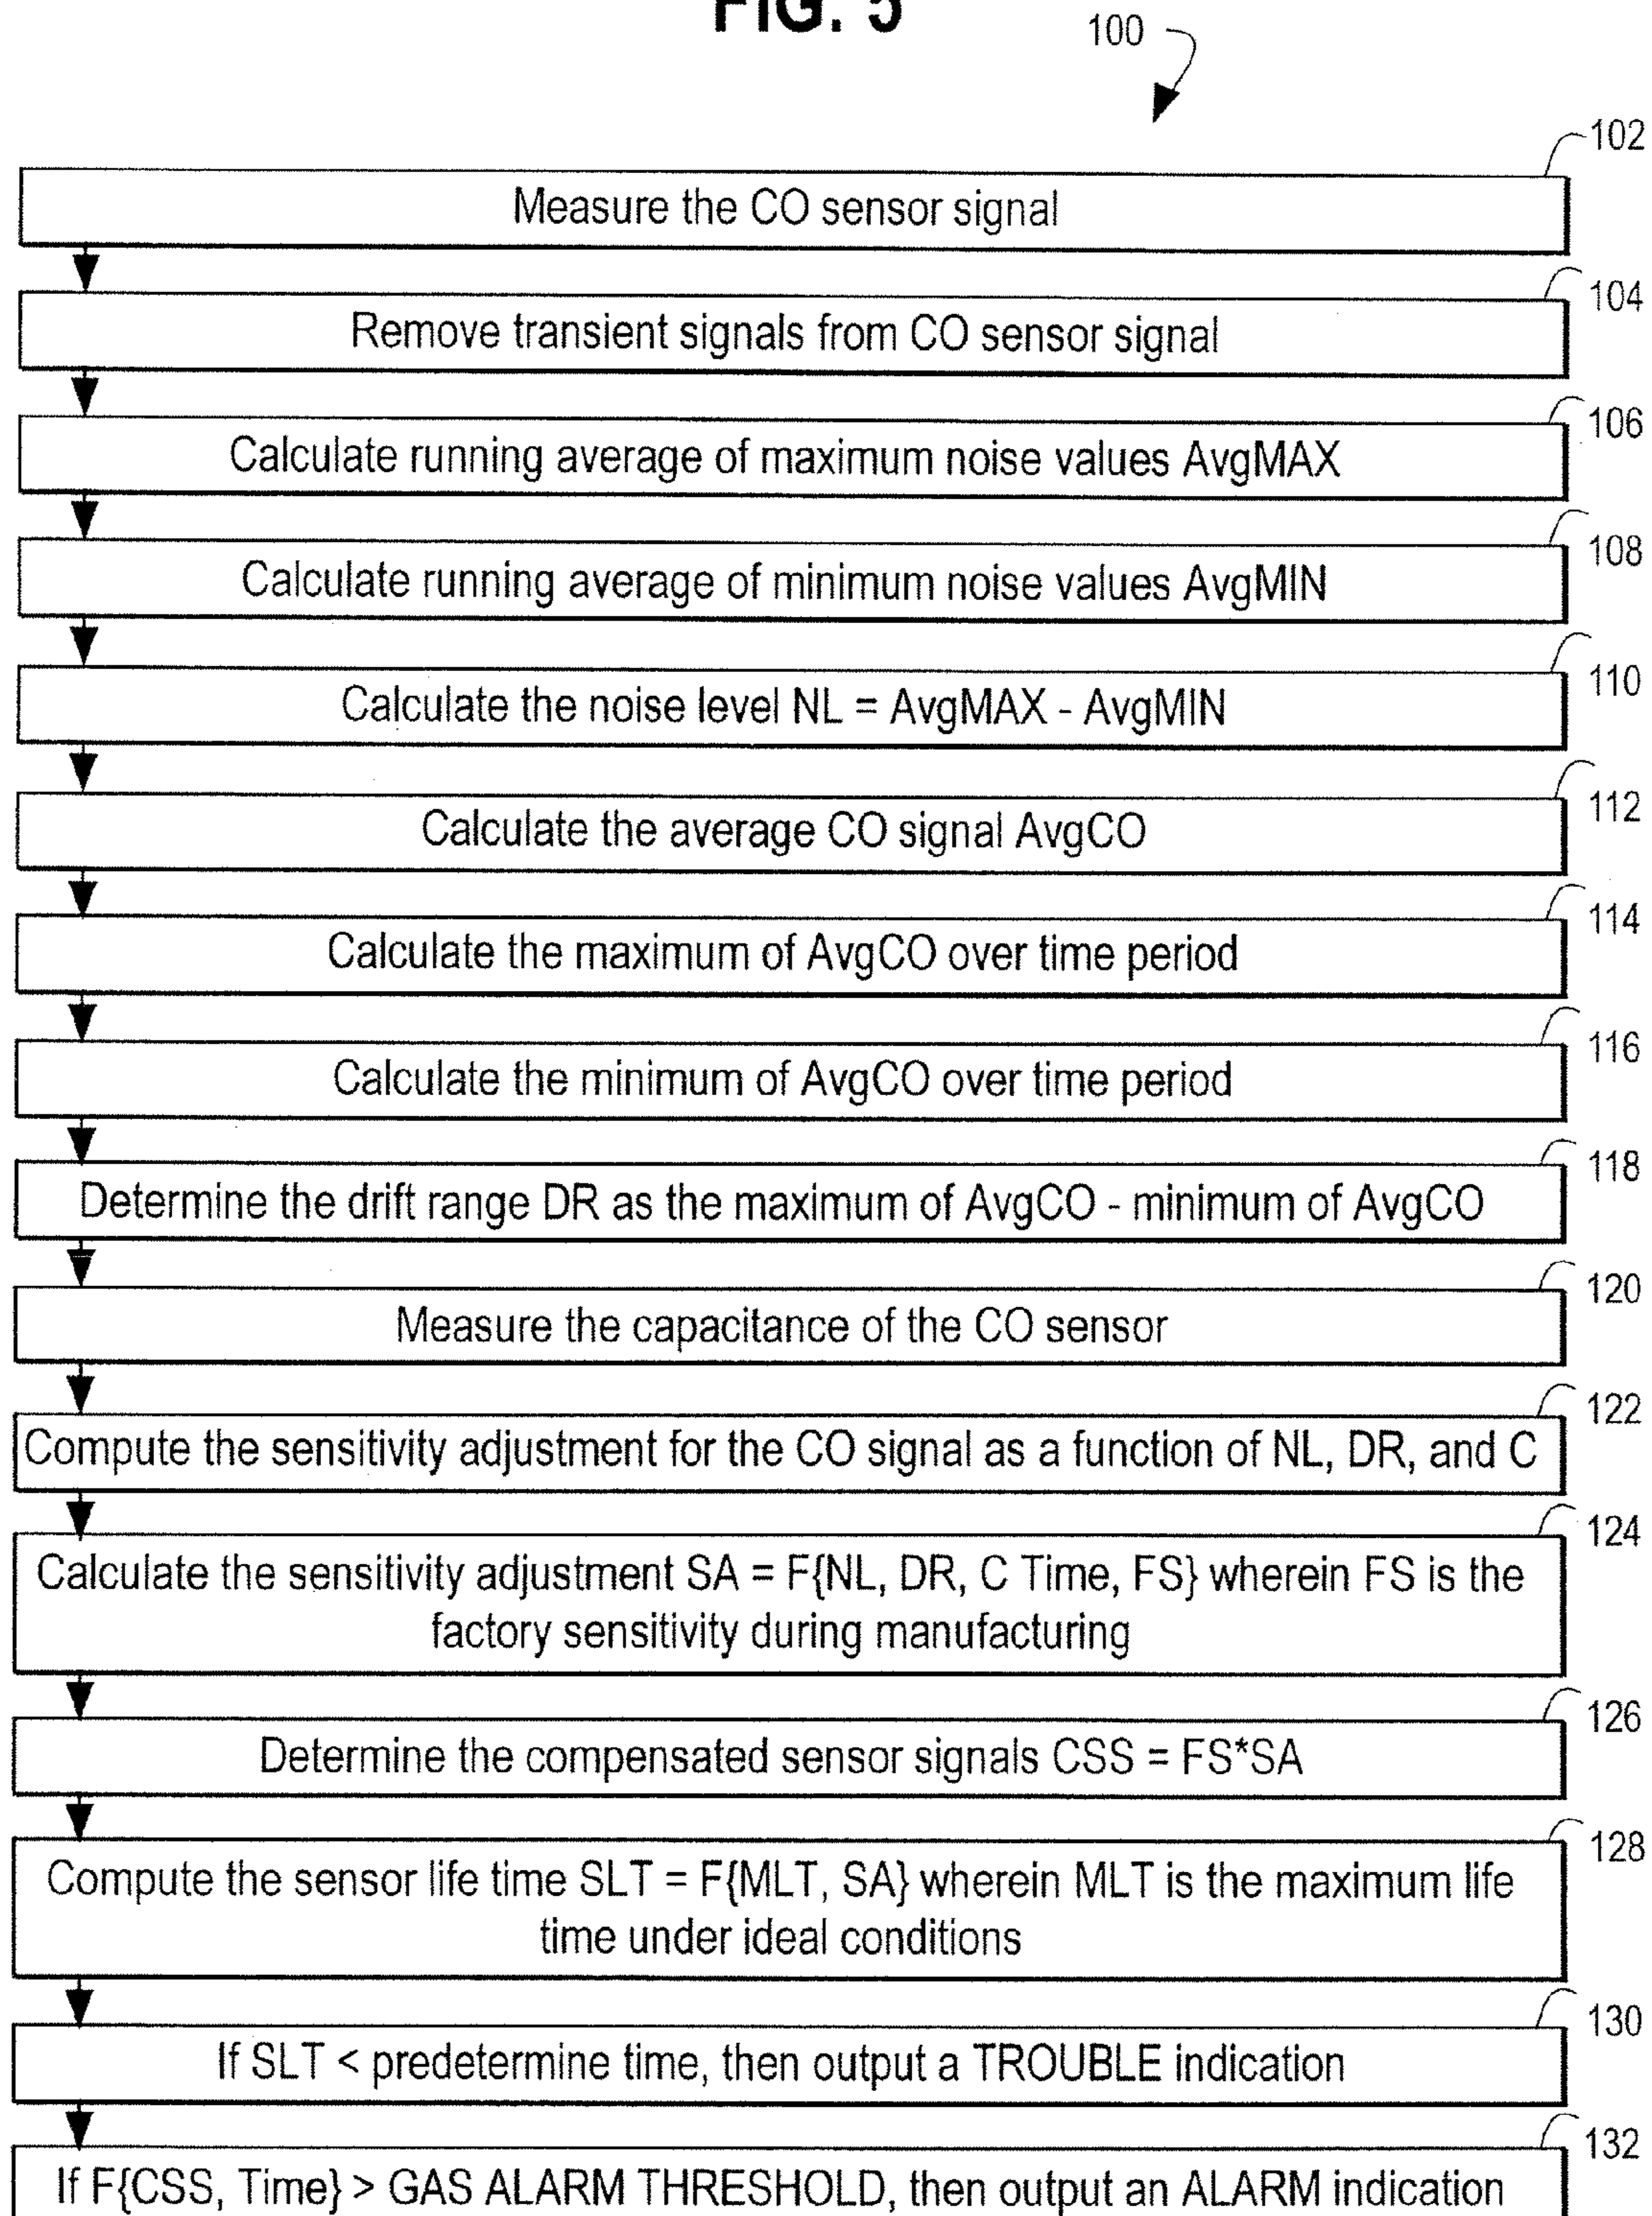 FIG. 5
100
102
Measure the CO sensor signal
104
Remove transient signals from CO sensor signal
106
Calculate running average of maximum noise values AvgMAX
108
Calculate running average of minimum noise values AvgMIN
110
Calculate the noise level NL = AvgMAX - AvgMIN
112
Calculate the average CO signal AvgCO
114
Calculate the maximum of AvgCO over time period
116
Calculate the minimum of AvgCO over time period
118
Determine the drift range DR as the maximum of AvgCO - minimum of AvgCO
120
Measure the capacitance of the CO sensor
122
Compute the sensitivity adjustment for the CO signal as a function of NL, DR, and C
124
Calculate the sensitivity adjustment SA = F{NL, DR, C Time, FS} wherein FS is the
factory sensitivity during manufacturing
126
Determine the compensated sensor signals CSS = FS*SA
128
Compute the sensor life time SLT = F{MLT, SA} wherein MLT is the maximum life
time under ideal conditions
130
If SLT < predetermine time, then output a TROUBLE indication
132
If F{CSS, Time} > GAS ALARM THRESHOLD, then output an ALARM indication